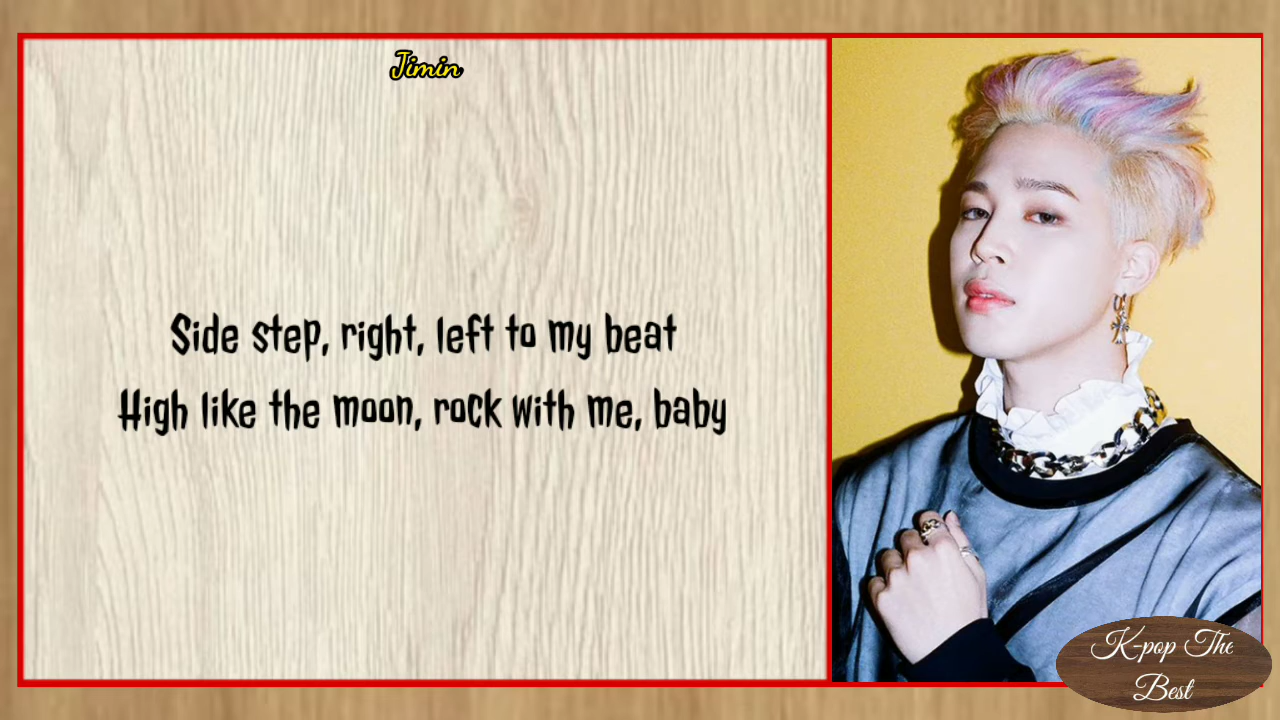 Jimin
Side step, right, left to my beat
High like the moon, rock with me, baby
K-pop The
Best